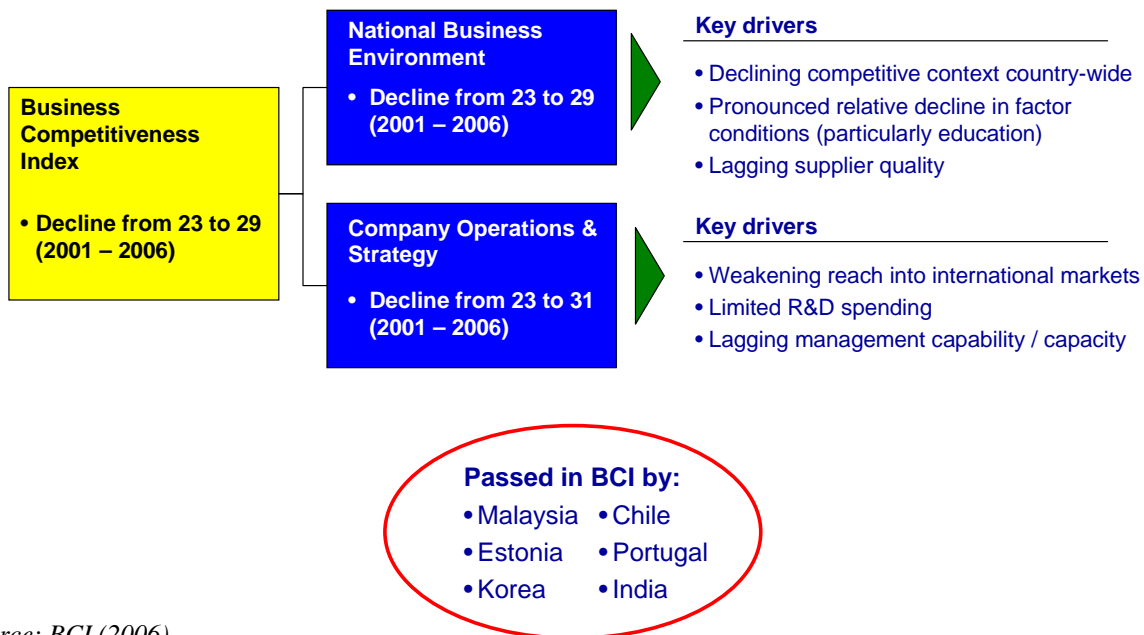 Business
Competitiveness
Index
• Decline from 23 to 29
(2001 – 2006)
National Business
Environment
• Decline from 23 to 29
(2001 – 2006)
Key drivers
• Declining competitive context country-wide
• Pronounced relative decline in factor
conditions (particularly education)
• Lagging supplier quality
Company Operations &
Strategy
• Decline from 23 to 31
(2001 – 2006)
Key drivers
• Weakening reach into international markets
• Limited R&D spending
• Lagging management capability / capacity
Passed in BCI by:
• Malaysia • Chile
• Estonia • Portugal
• Korea • India
BCI (2006)